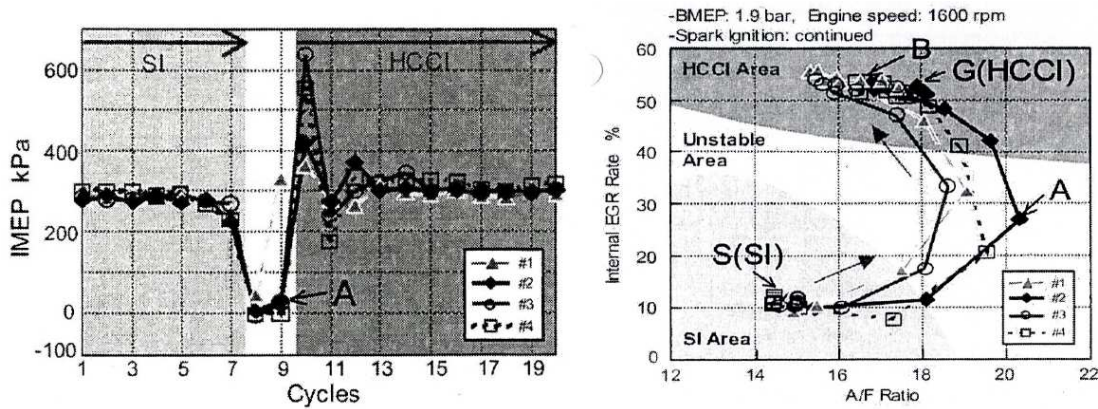 IMEP kPa
600
400
300
200
0
-100
SI
HCCI
A
#1
#2
#3
#4
1 3 5 7 9 11 13 15 17 19
Cycles
-BMEP: 1.9 bar, Engine speed: 1600 rpm
-Spark Ignition: continued
Internal EGR Rate %
60
50
40
30
20
10
0
HCCI Area
B
G(HCCI)
Unstable
Area
A
S(SI)
SI Area
#1
#2
#3
#4
12 14 16 18 20 22
A/F Ratio